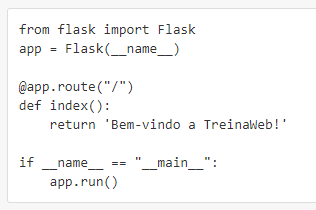 from flask import Flask
app = Flask(__name__)

@app.route("/")
def index():
    return 'Bem-vindo a TreinaWeb!'

if __name__ == "__main__":
    app.run()